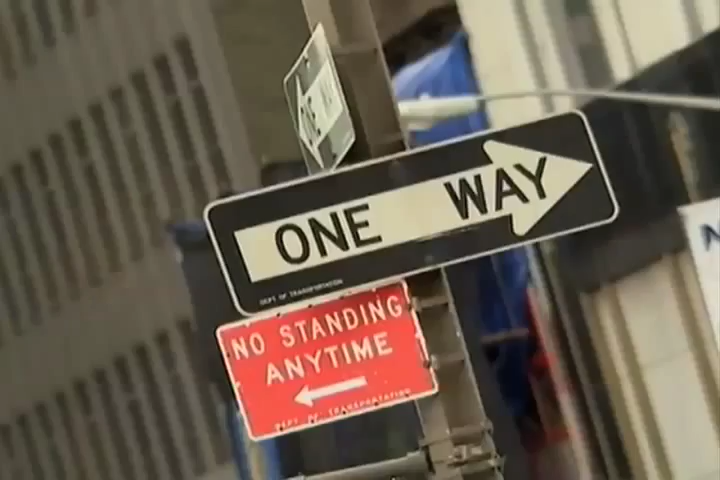 ONE WAY
DEPT OF TRANSPORTATION
NO STANDING
ANYTIME
DEPT. OF TRANSPORTATION